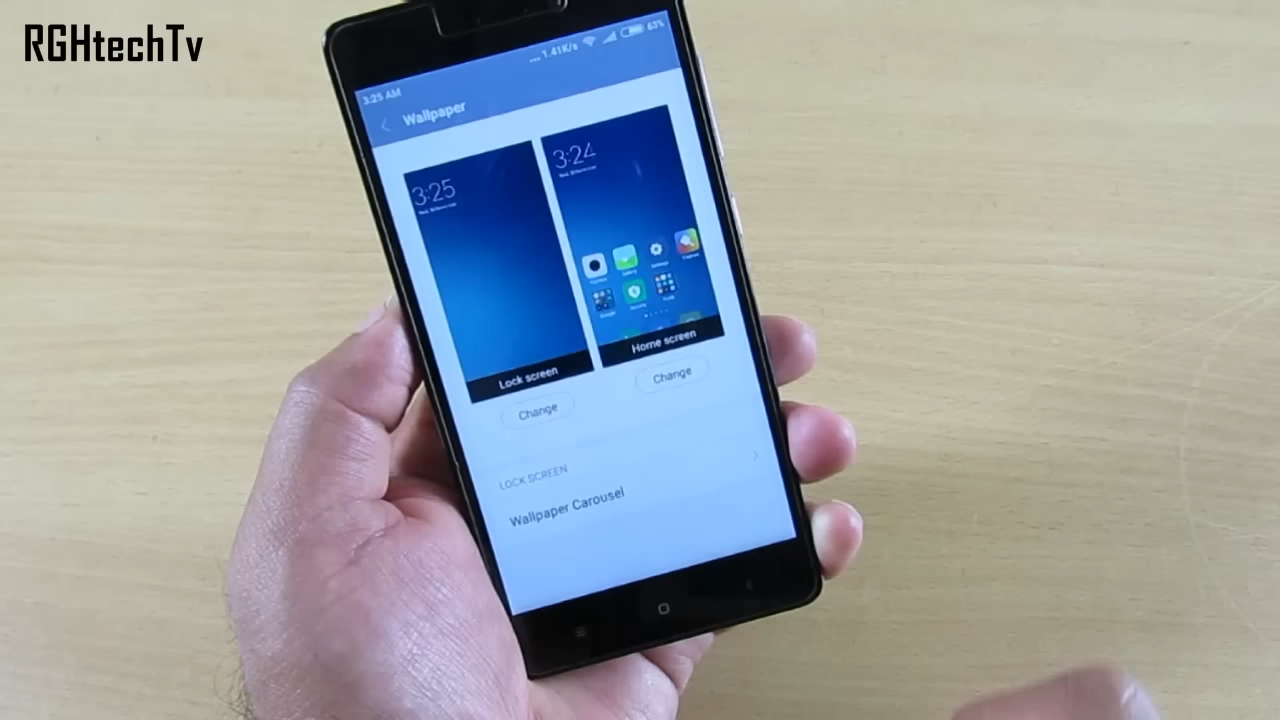 RGHtechTv
3:25 AM
...1.41K/s
63%
Wallpaper
3:25
3:24
Lock screen
Home screen
Change
Change
LOCK SCREEN
Wallpaper Carousel